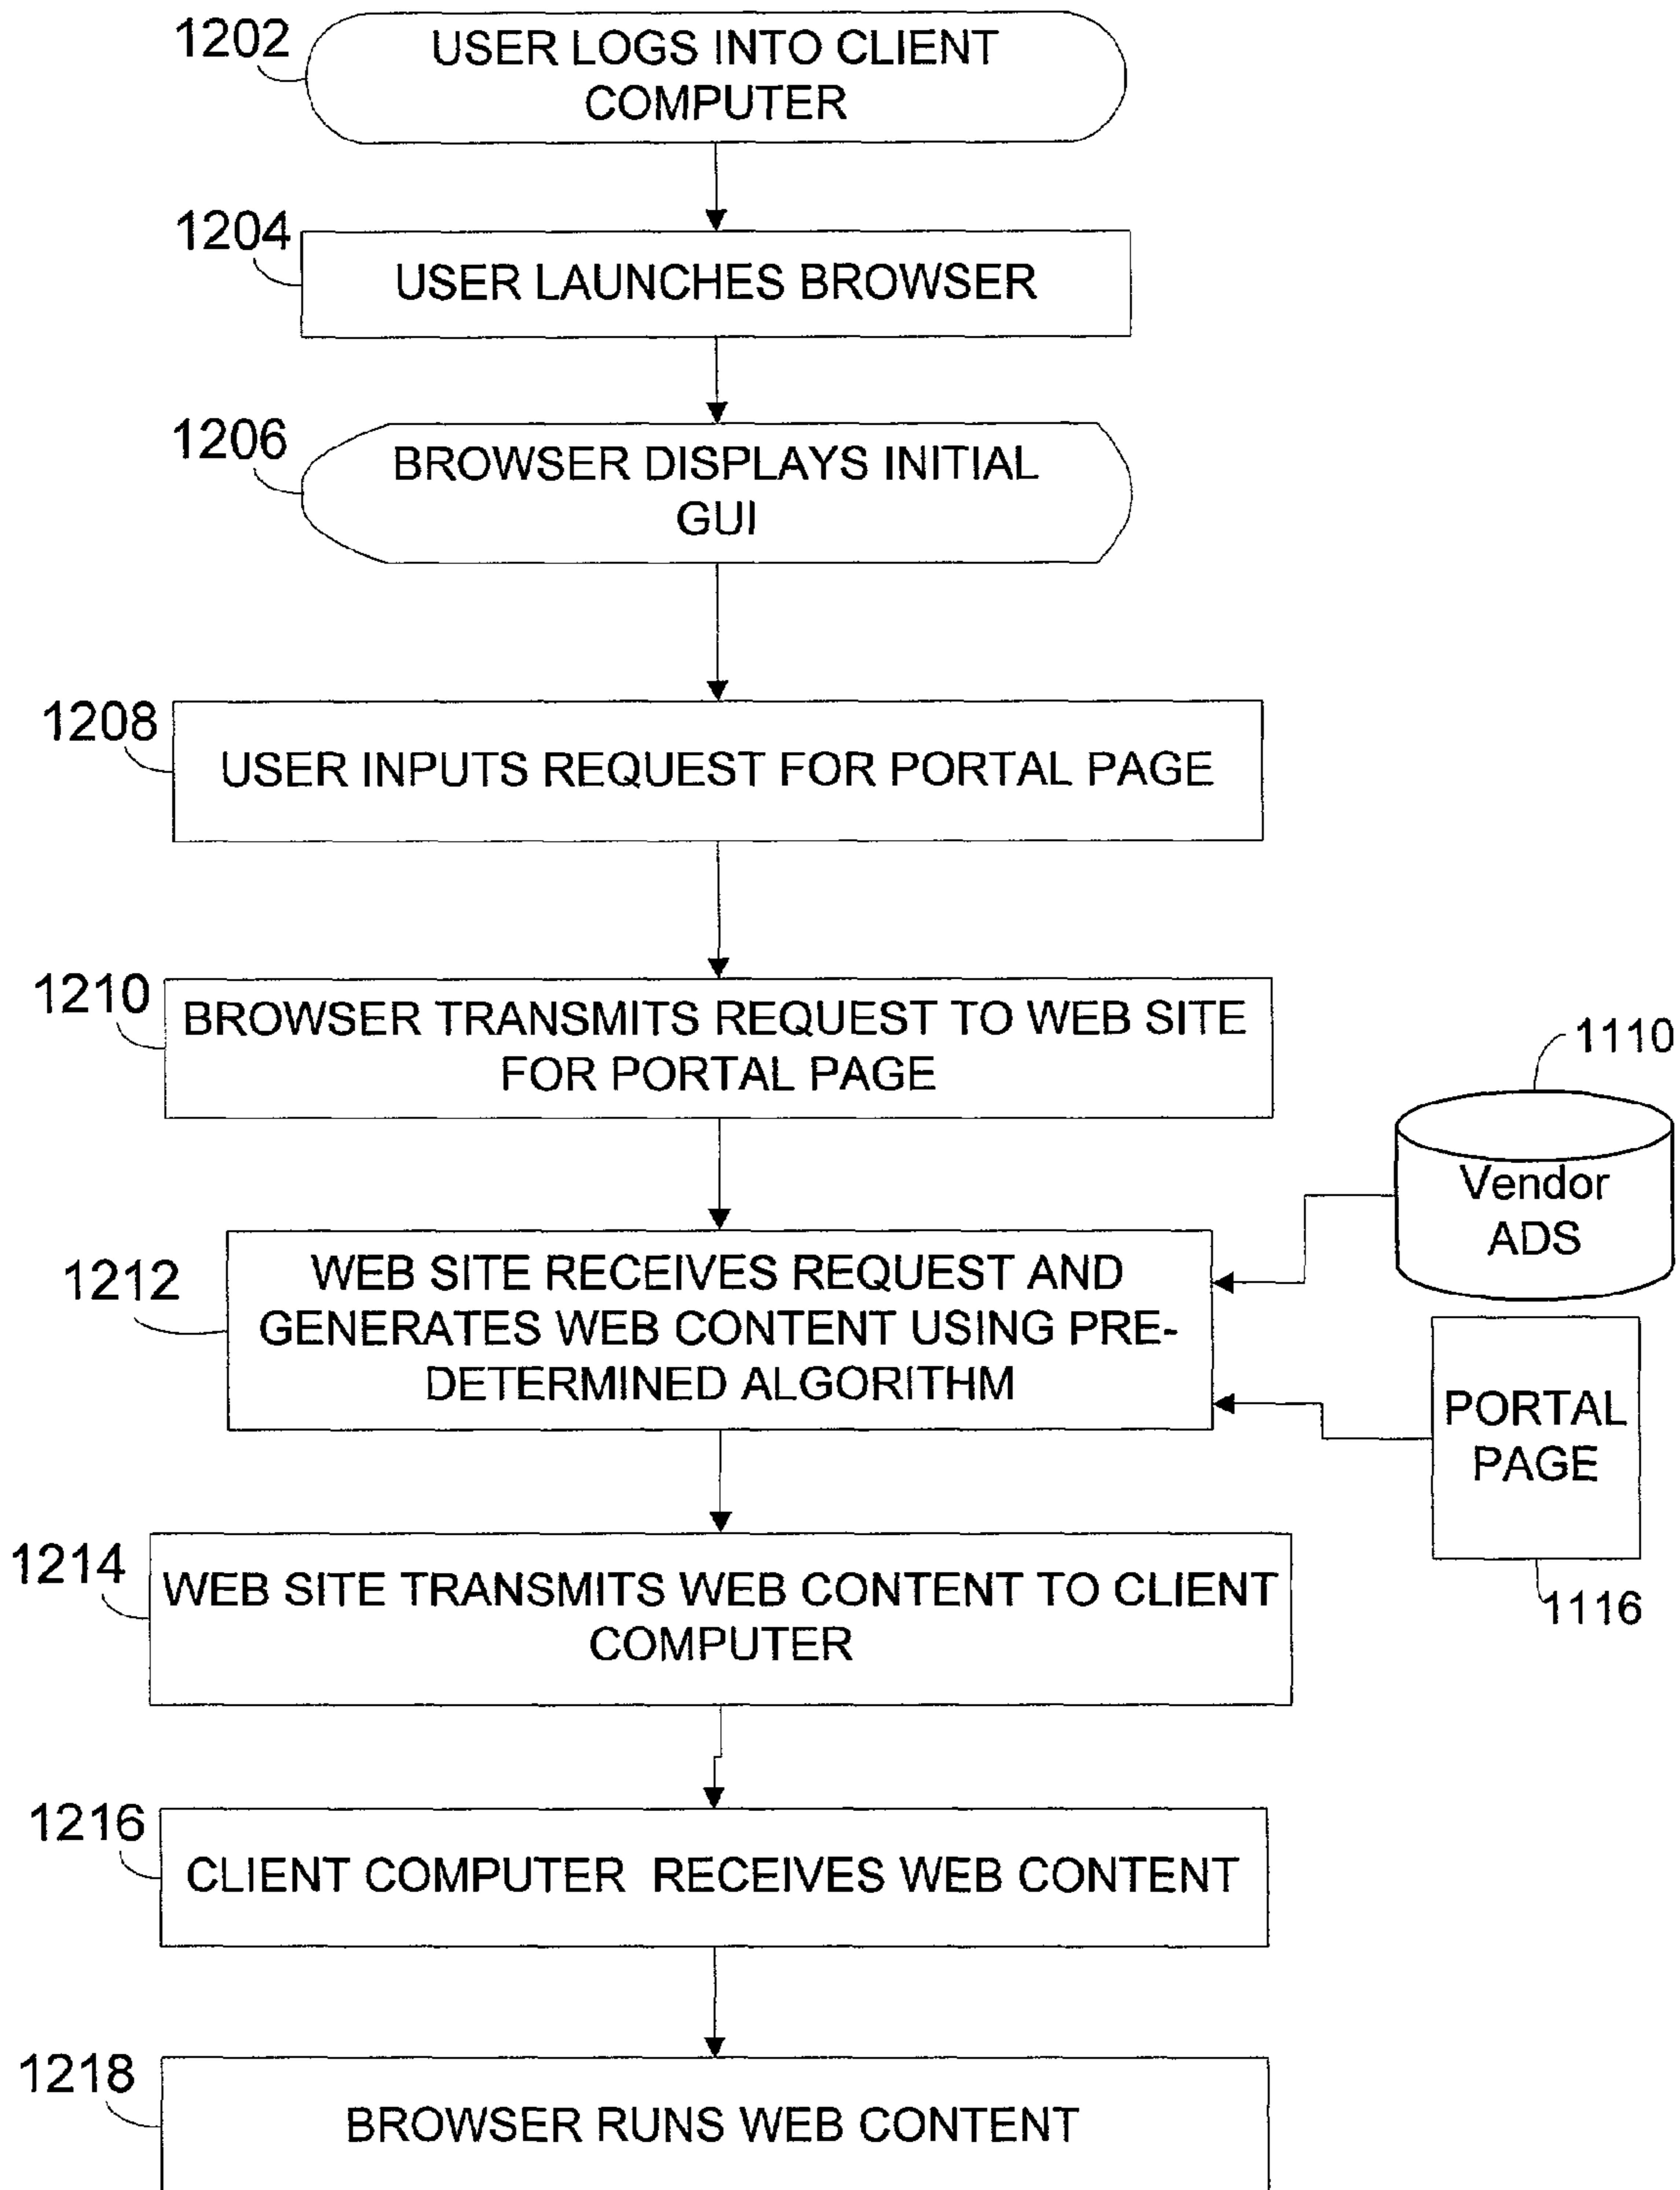 1202
USER LOGS INTO CLIENT
COMPUTER
1204
USER LAUNCHES BROWSER
1206
BROWSER DISPLAYS INITIAL
GUI
1208
USER INPUTS REQUEST FOR PORTAL PAGE
1210
BROWSER TRANSMITS REQUEST TO WEB SITE
FOR PORTAL PAGE
1110
Vendor
ADS
1212
WEB SITE RECEIVES REQUEST AND
GENERATES WEB CONTENT USING PRE-
DETERMINED ALGORITHM
PORTAL
PAGE
1116
1214
WEB SITE TRANSMITS WEB CONTENT TO CLIENT
COMPUTER
1216
CLIENT COMPUTER RECEIVES WEB CONTENT
1218
BROWSER RUNS WEB CONTENT